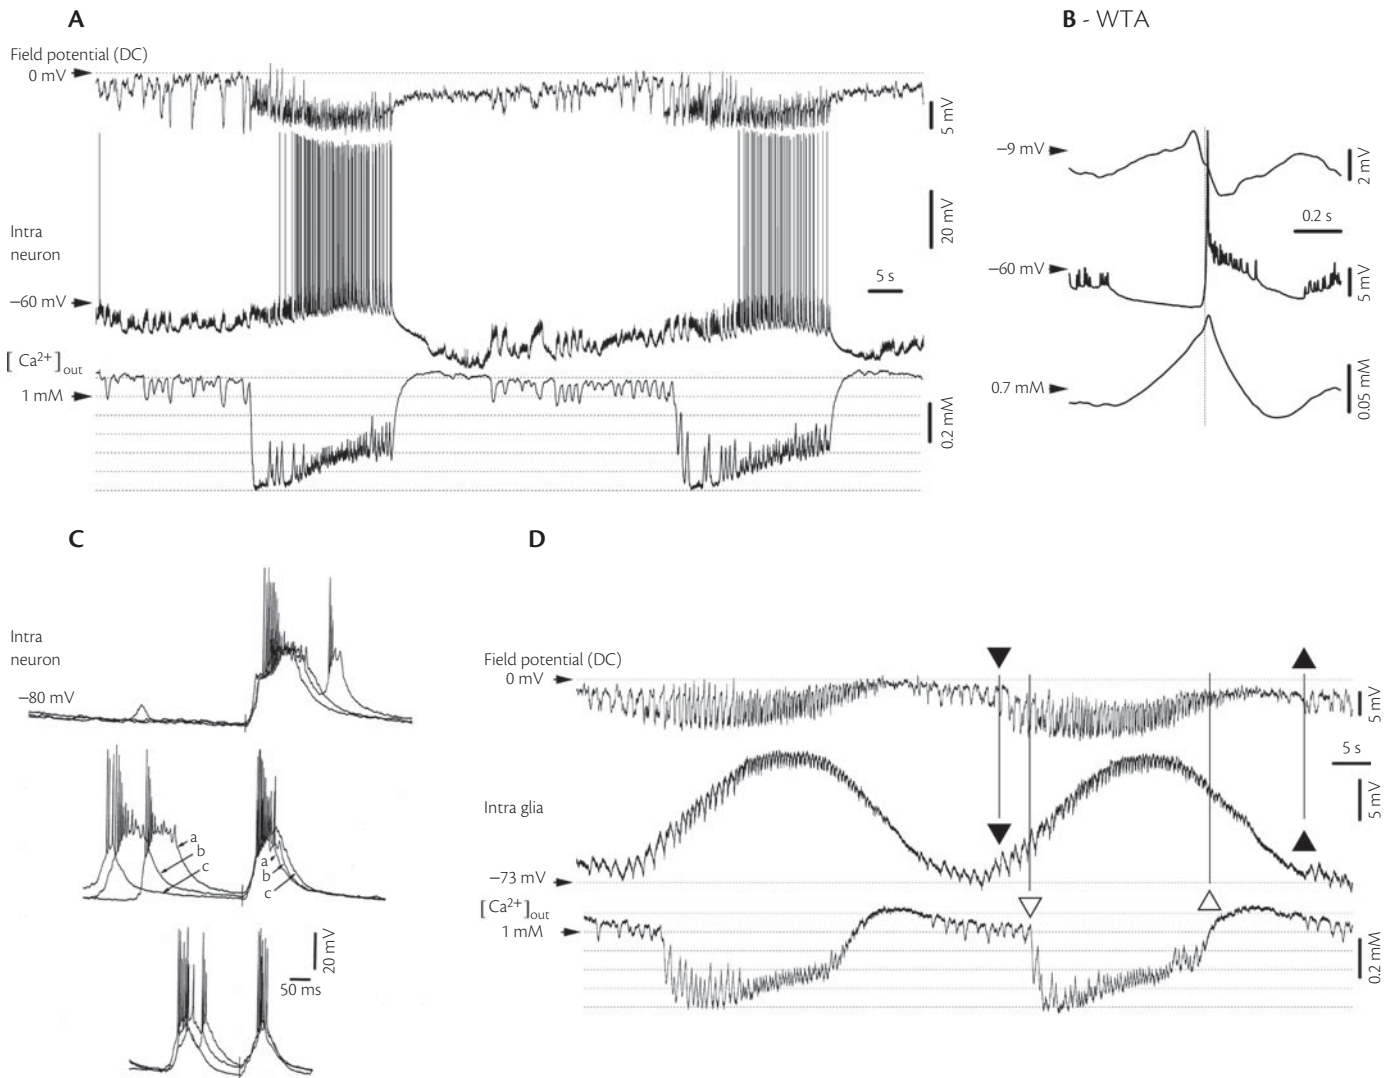 A
Field potential (DC)
0 mV
5 mV
20 mV
Intra
neuron
5 s
−60 mV
[Ca²⁺]out
1 mM
0.2 mM
B - WTA
−9 mV
2 mV
0.2 s
−60 mV
5 mV
0.7 mM
0.05 mM
C
Intra
neuron
−80 mV
a
b
c
a
b
c
20 mV
50 ms
D
Field potential (DC)
0 mV
5 mV
5 s
5 mV
Intra glia
−73 mV
[Ca²⁺]out
1 mM
0.2 mM